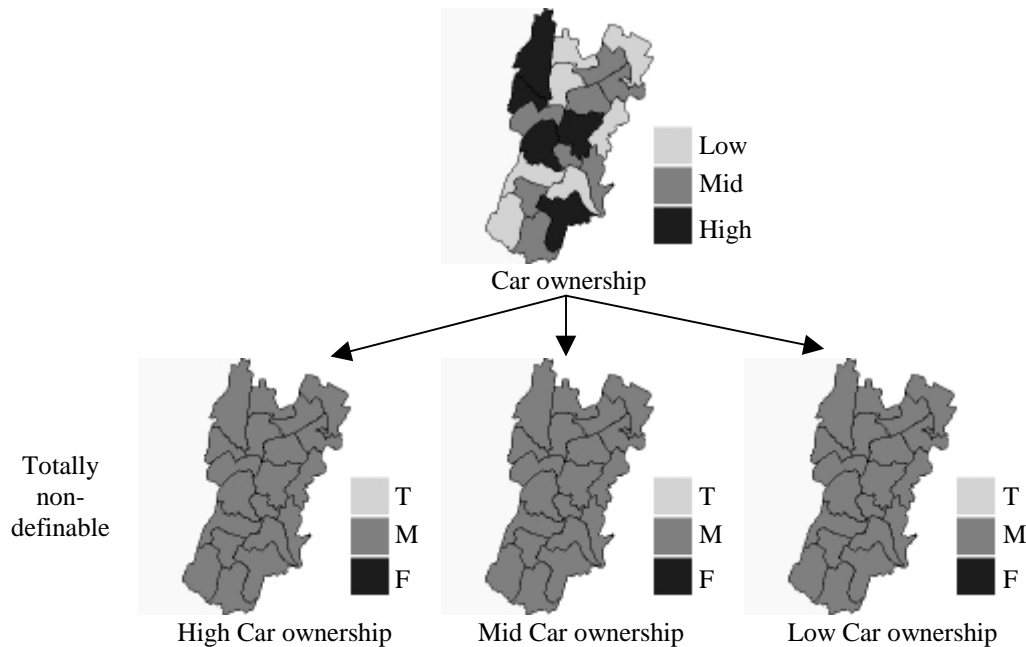 Low
Mid
High
Car ownership
Totally
non-
definable
T
M
F
High Car ownership
T
M
F
Mid Car ownership
T
M
F
Low Car ownership